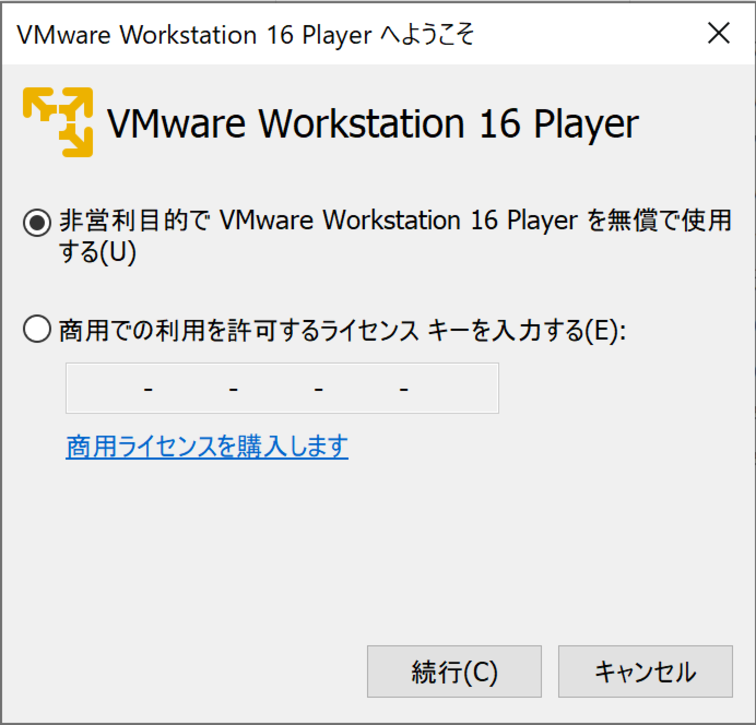 VMware Workstation 16 Player へようこそ
VMware Workstation 16 Player
非営利目的で VMware Workstation 16 Player を無償で使用
する(U)
商用での利用を許可するライセンス キーを入力する(E):
- - - -
商用ライセンスを購入します
続行(C) キャンセル